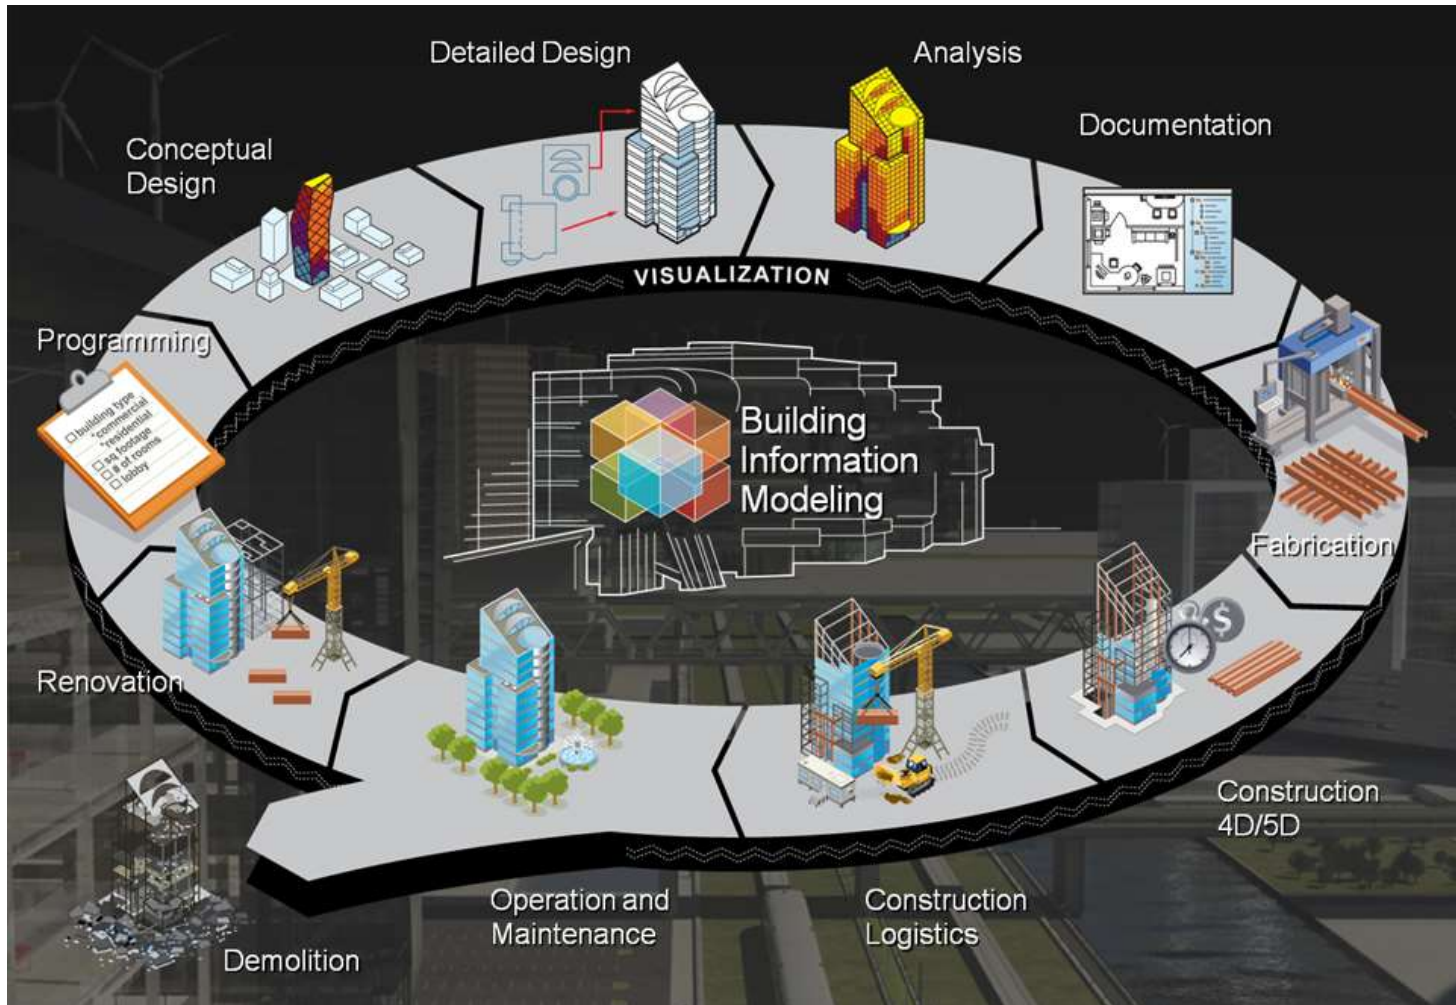 Detailed Design
Analysis
Documentation
Conceptual
Design
VISUALIZATION
Programming
building type
*commercial
*residential
sq footage
# of rooms
lobby
Building
Information
Modeling
$
Fabrication
Renovation
Construction
4D/5D
Operation and
Maintenance
Construction
Logistics
Demolition